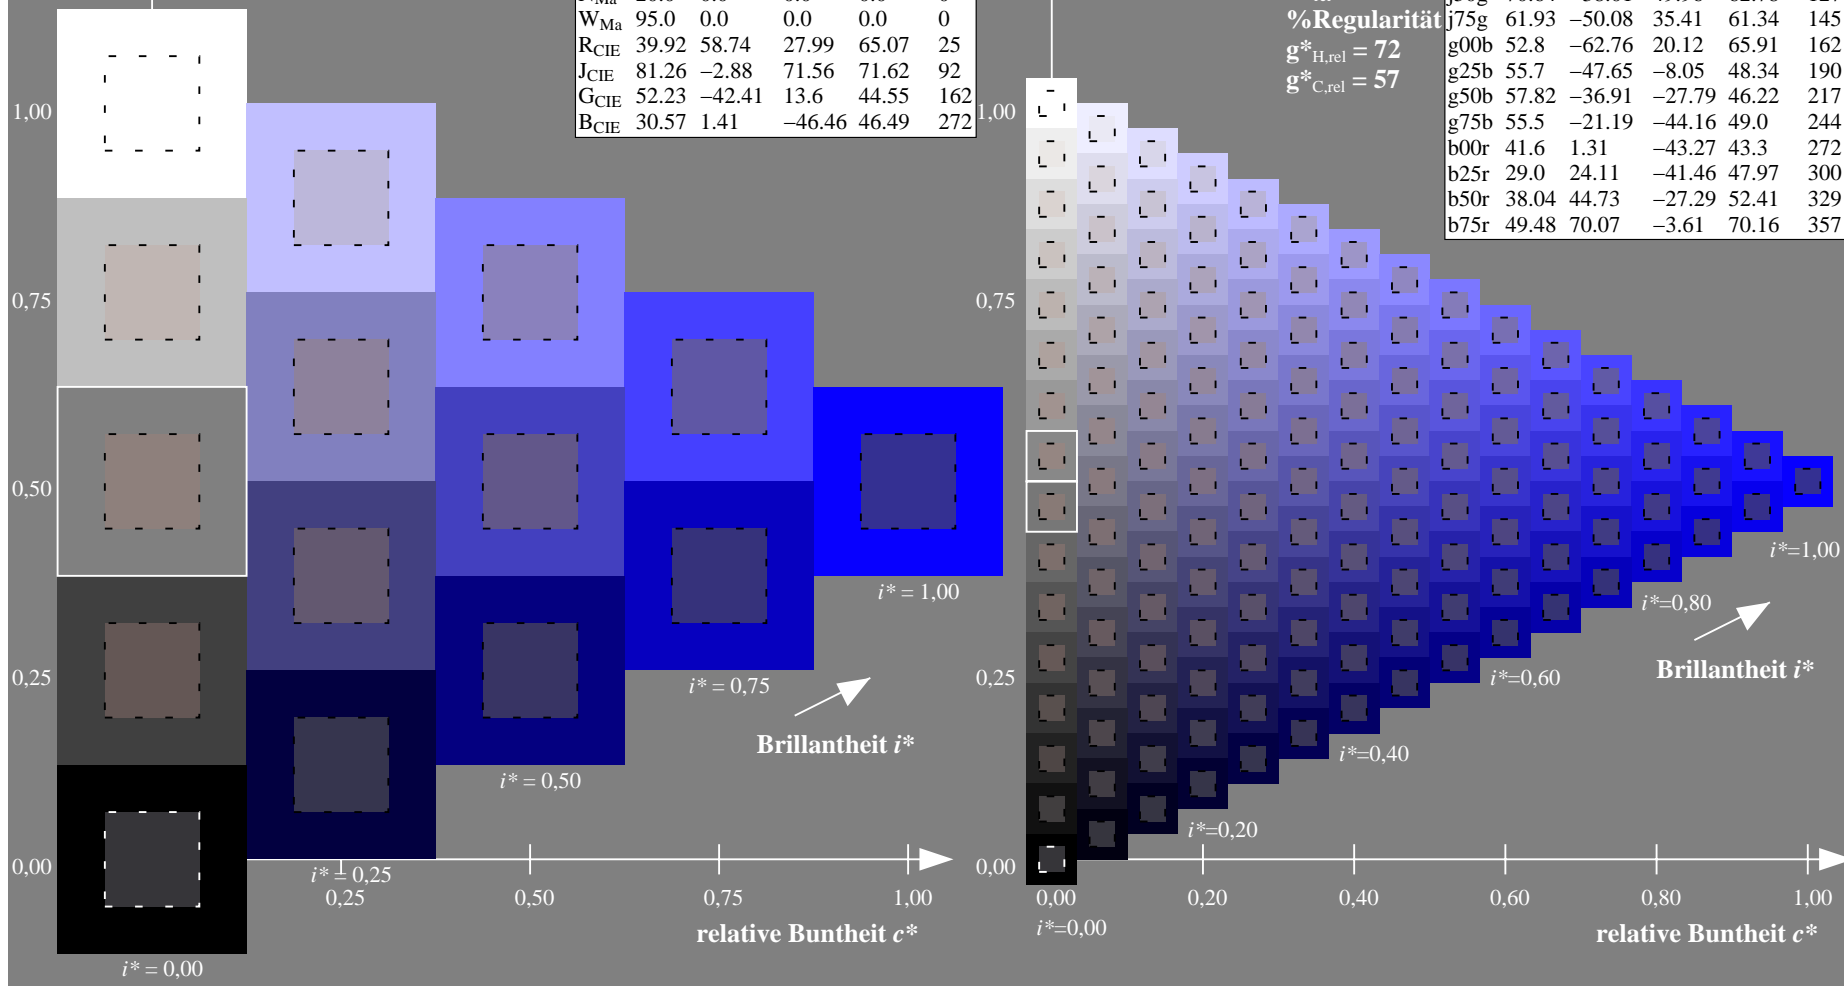 W Ma 95.0 0.0 0.0 0.0 0
R CIE 39.92 58.74 27.99 65.07 25
J CIE 81.26 −2.88 71.56 71.62 92
G CIE 52.23 −42.41 13.6 44.55 162
B CIE 30.57 1.41 −46.46 46.49 272
1,00
0,75
0,50
0,25
0,00
i* = 1,00
i* = 0,75
Brillantheit i*
i* = 0,50
i* = 0,25
0,25 0,50 0,75 1,00
relative Buntheit c*
i* = 0,00
%Regularität
g*H,rel = 72
g*C,rel = 57
j75g 61.93 −50.08 35.41 61.34 145
g00b 52.8 −62.76 20.12 65.91 162
g25b 55.7 −47.65 −8.05 48.34 190
g50b 57.82 −36.91 −27.79 46.22 217
g75b 55.5 −21.19 −44.16 49.0 244
b00r 41.6 1.31 −43.27 43.3 272
b25r 29.0 24.11 −41.46 47.97 300
b50r 38.04 44.73 −27.29 52.41 329
b75r 49.48 70.07 −3.61 70.16 357
1,00
0,75
0,50
0,25
0,00
i*=1,00
i*=0,80
Brillantheit i*
i*=0,60
i*=0,40
i*=0,20
0,00 0,20 0,40 0,60 0,80 1,00
i*=0,00
relative Buntheit c*